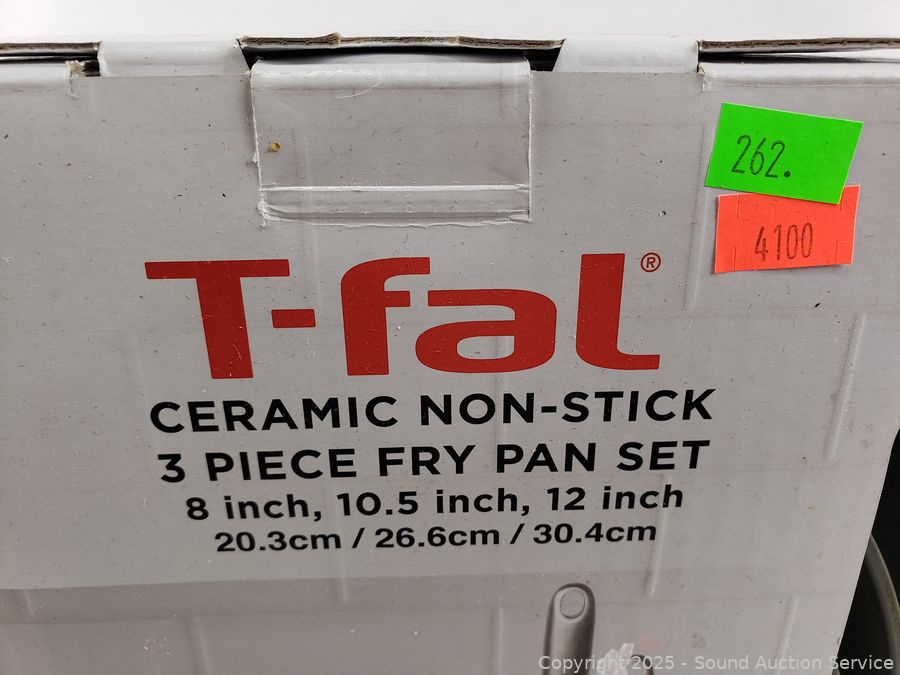 262.
4100
T-fal®
CERAMIC NON-STICK
3 PIECE FRY PAN SET
8 inch, 10.5 inch, 12 inch
20.3cm / 26.6cm / 30.4cm
Copyright 2025 - Sound Auction Service